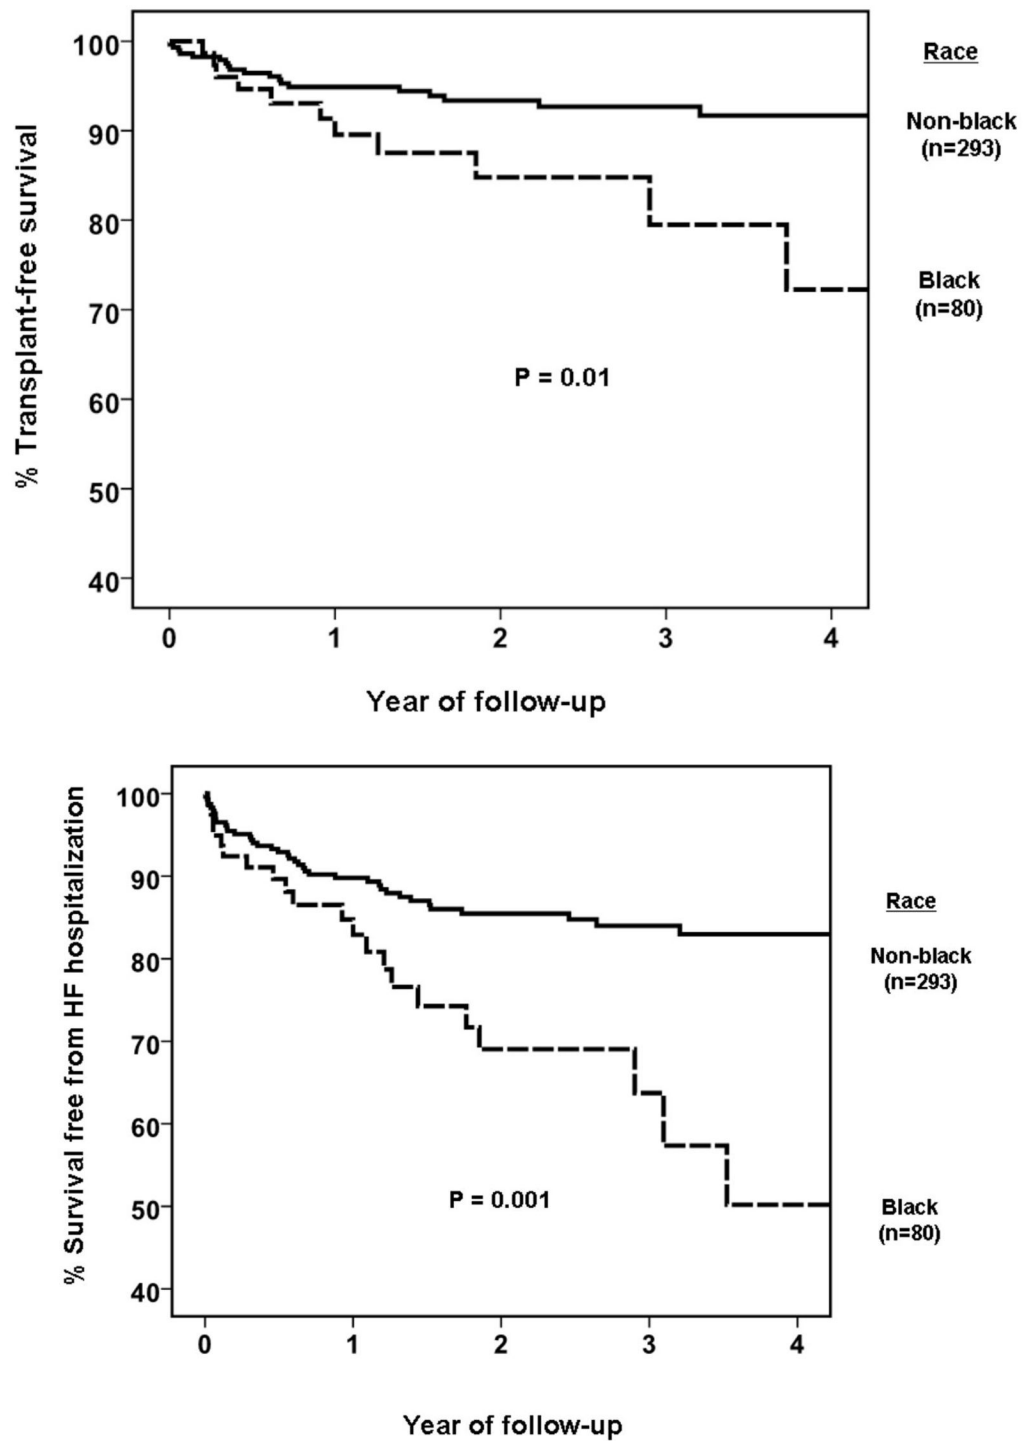 % Transplant-free survival
100
90
80
70
60
50
40
P = 0.01
0 1 2 3 4
Year of follow-up
Race
Non-black
(n=293)
Black
(n=80)
% Survival free from HF hospitalization
100
90
80
70
60
50
40
P = 0.001
0 1 2 3 4
Year of follow-up
Race
Non-black
(n=293)
Black
(n=80)